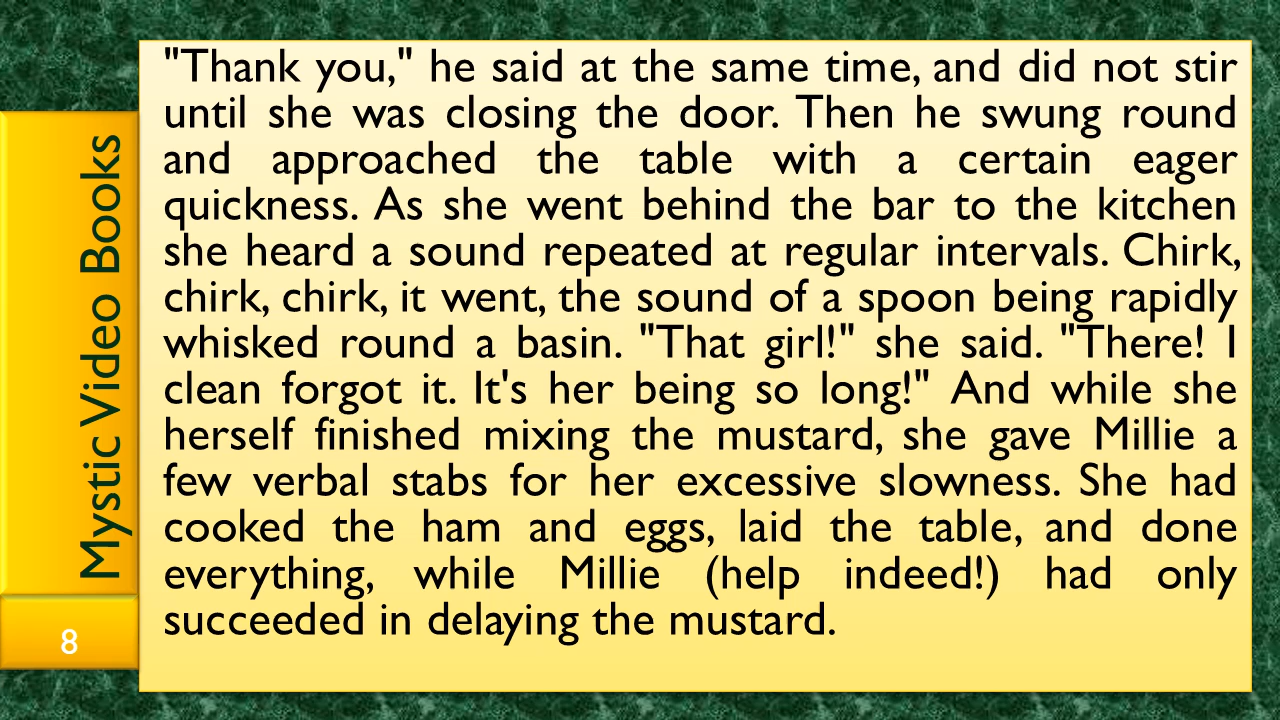 "Thank you," he said at the same time, and did not stir
until she was closing the door. Then he swung round
and approached the table with a certain eager
quickness. As she went behind the bar to the kitchen
she heard a sound repeated at regular intervals. Chirk,
chirk, chirk, it went, the sound of a spoon being rapidly
whisked round a basin. "That girl!" she said. "There! I
clean forgot it. It's her being so long!" And while she
herself finished mixing the mustard, she gave Millie a
few verbal stabs for her excessive slowness. She had
cooked the ham and eggs, laid the table, and done
everything, while Millie (help indeed!) had only
succeeded in delaying the mustard.
Mystic Video Books
8